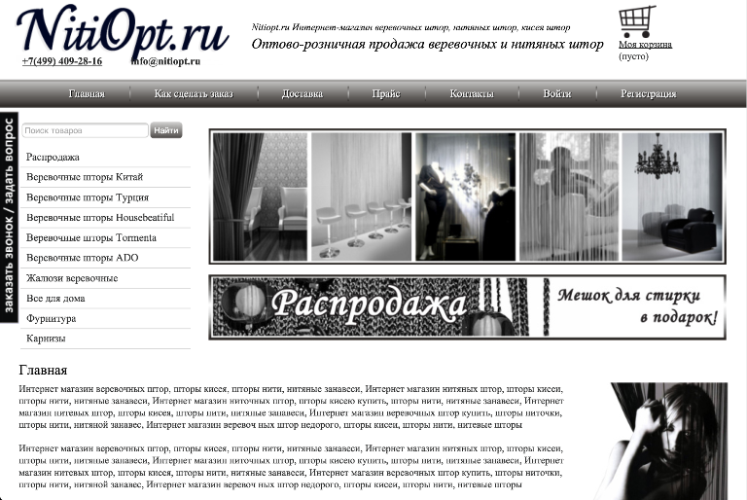 NitiOpt.ru
Nitiopt.ru Интернет-магазин веревочных штор, нитяных штор, кисея штор
Оптово-розничная продажа веревочных и нитяных штор
+7(499) 409-28-16 info@nitiopt.ru
Моя корзина
(пусто)
Главная Как сделать заказ Доставка Прайс Контакты Войти Регистрация
заказать звонок / задать вопрос
Поиск товаров Найти
Распродажа
Веревочные шторы Китай
Веревочные шторы Турция
Веревочные шторы Housebeatiful
Веревочные шторы Tormenta
Веревочные шторы ADO
Жалюзи веревочные
Все для дома
Фурнитура
Карнизы
Распродажа
Мешок для стирки
в подарок!
Главная
Интернет магазин веревочных штор, шторы кисея, шторы нити, нитяные занавеси, Интернет магазин нитяных штор, шторы кисеи,
шторы нити, нитяные занавеси, Интернет магазин ниточных штор, шторы кисею купить, шторы нити, нитяные занавеси, Интернет
магазин нитевых штор, шторы кисея, шторы нити, нитяные занавеси, Интернет магазин веревочных штор купить, шторы ниточки,
шторы нити, нитяной занавес, Интернет магазин веревоч ных штор недорого, шторы кисеи, шторы нити, нитевые шторы
Интернет магазин веревочных штор, шторы кисея, шторы нити, нитяные занавеси, Интернет магазин нитяных штор, шторы кисеи,
шторы нити, нитяные занавеси, Интернет магазин ниточных штор, шторы кисею купить, шторы нити, нитяные занавеси, Интернет
магазин нитевых штор, шторы кисея, шторы нити, нитяные занавеси, Интернет магазин веревочных штор купить, шторы ниточки,
шторы нити, нитяной занавес, Интернет магазин веревоч ных штор недорого, шторы кисеи, шторы нити, нитевые шторы